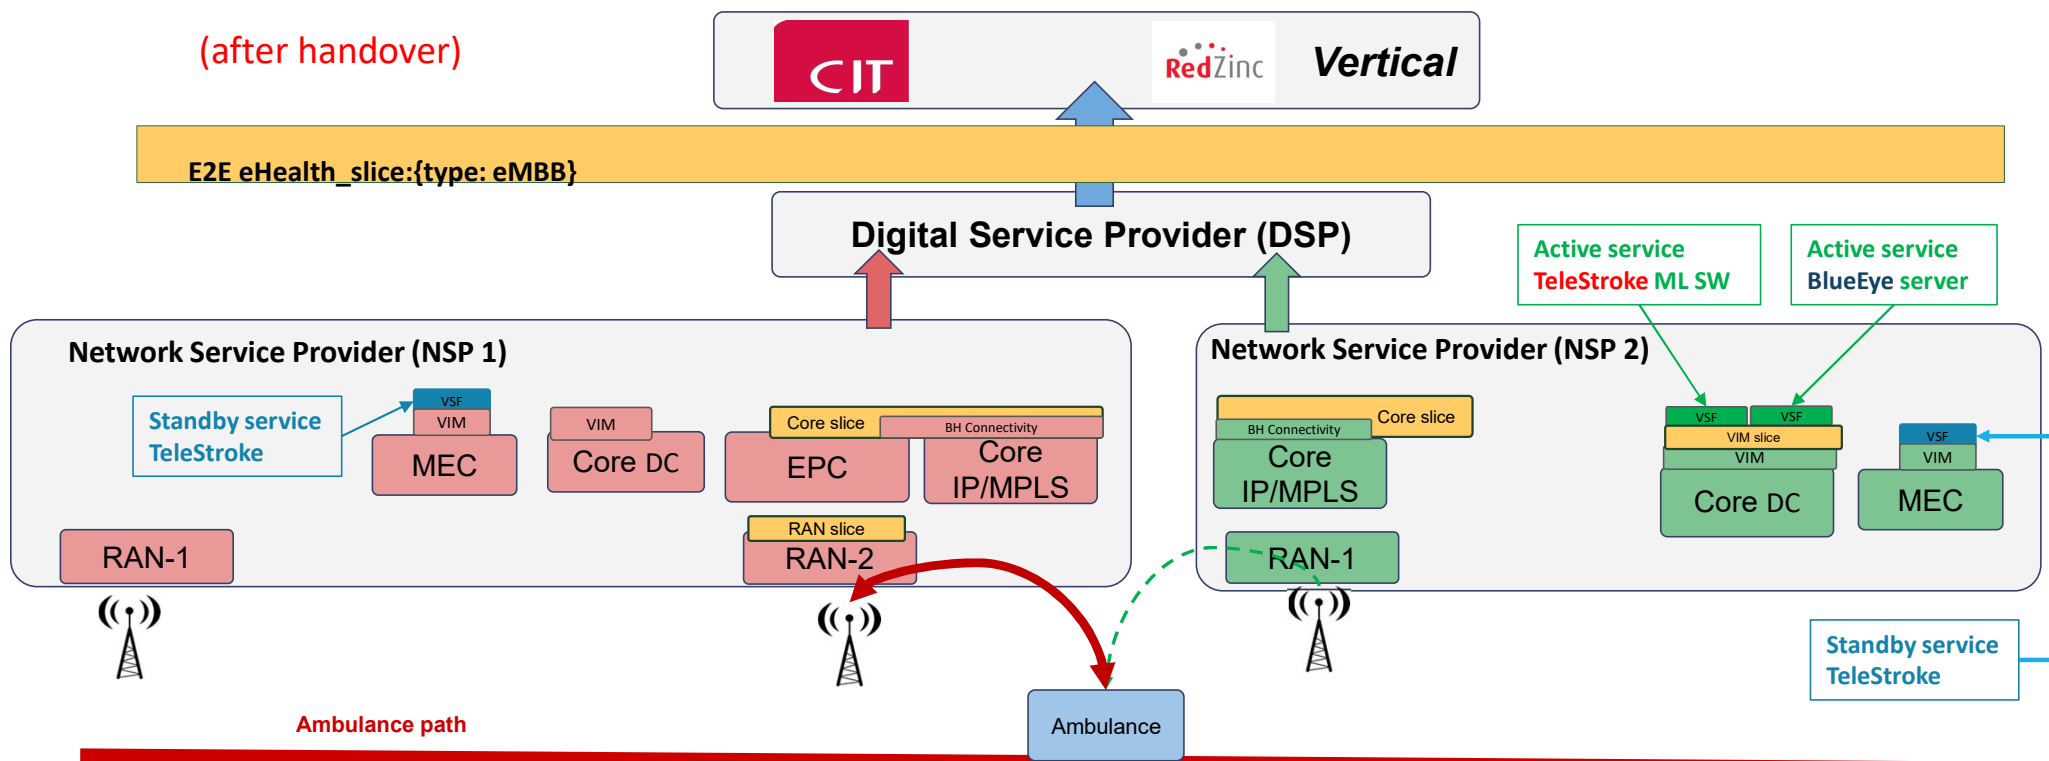 (after handover)
CIT
RedZinc
Vertical
E2E eHealth_slice:{type: eMBB}
Digital Service Provider (DSP)
Active service
TeleStroke ML SW
Active service
BlueEye server
Network Service Provider (NSP 1)
Standby service
TeleStroke
VSF
VIM
MEC
VIM
Core DC
Core slice
BH Connectivity
EPC
Core
IP/MPLS
RAN slice
RAN-2
RAN-1
Network Service Provider (NSP 2)
Core slice
BH Connectivity
Core
IP/MPLS
RAN-1
VSF
VSF
VIM slice
VIM
Core DC
VSF
VIM
MEC
Standby service
TeleStroke
Ambulance path
Ambulance